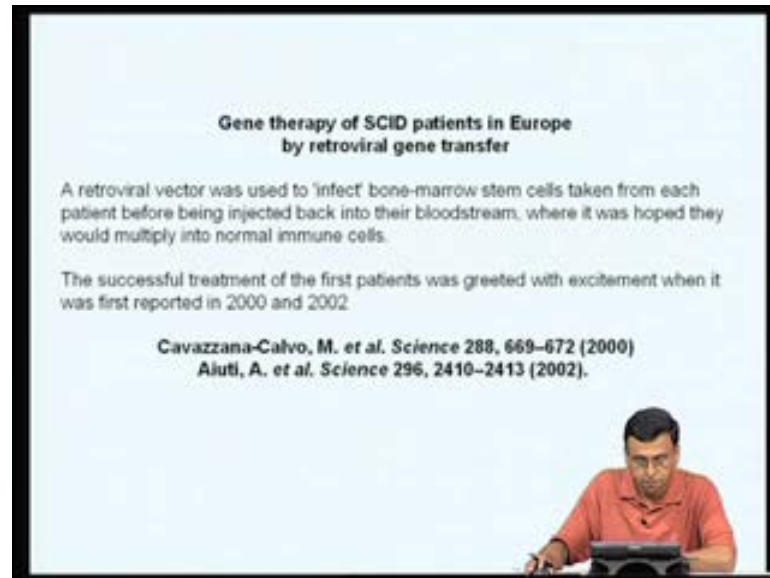 Gene therapy of SCID patients in Europe
by retroviral gene transfer
A retroviral vector was used to 'infect' bone-marrow stem cells taken from each
patient before being injected back into their bloodstream, where it was hoped they
would multiply into normal immune cells.
The successful treatment of the first patients was greeted with excitement when it
was first reported in 2000 and 2002
Cavazzana-Calvo, M. et al. Science 288, 669–672 (2000)
Aiuti, A. et al. Science 296, 2410–2413 (2002).